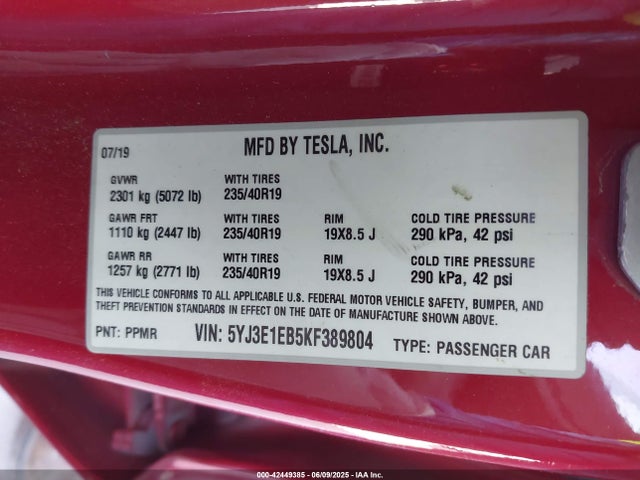 07/19 MFD BY TESLA, INC.
GVWR WITH TIRES
2301 kg (5072 lb) 235/40R19
GAWR FRT WITH TIRES RIM COLD TIRE PRESSURE
1110 kg (2447 lb) 235/40R19 19X8.5 J 290 kPa, 42 psi
GAWR RR WITH TIRES RIM COLD TIRE PRESSURE
1257 kg (2771 lb) 235/40R19 19X8.5 J 290 kPa, 42 psi
THIS VEHICLE CONFORMS TO ALL APPLICABLE U.S. FEDERAL MOTOR VEHICLE SAFETY, BUMPER, AND
THEFT PREVENTION STANDARDS IN EFFECT ON THE DATE OF MANUFACTURE SHOWN ABOVE.
PNT: PPMR VIN: 5YJ3E1EB5KF389804 TYPE: PASSENGER CAR
000-42449385 - 06/09/2025 - IAA Inc.